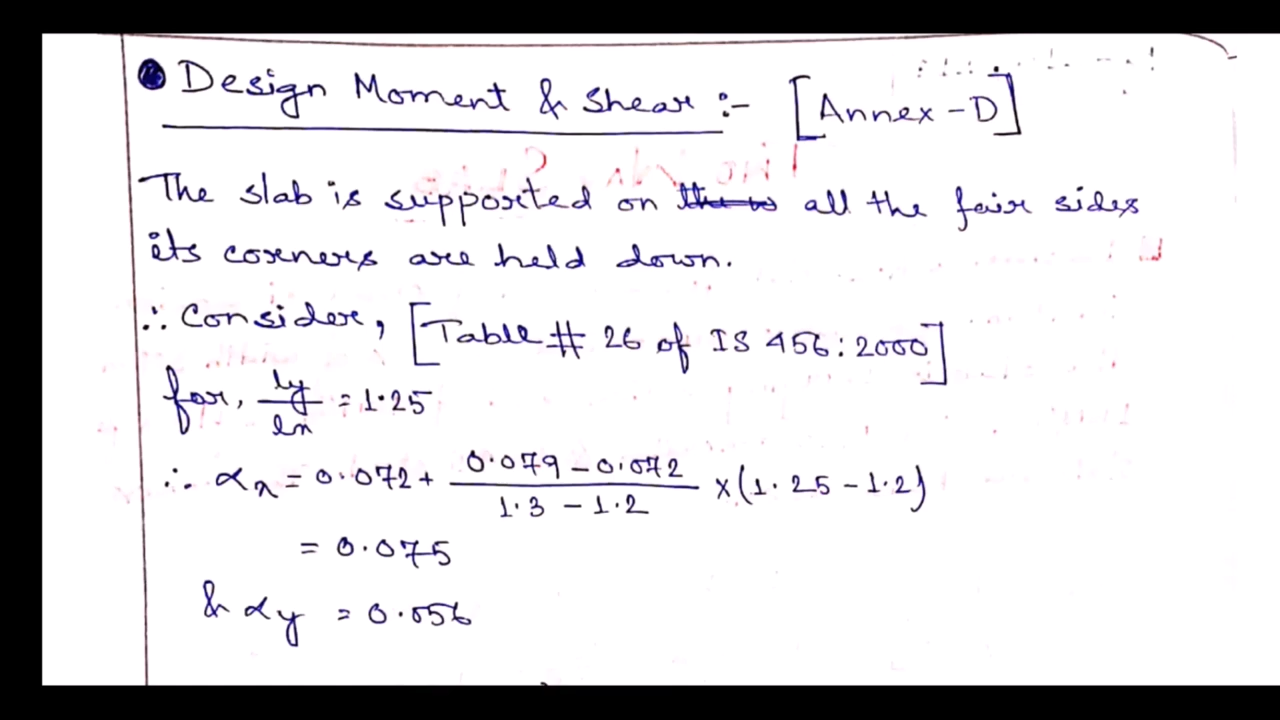 Design Moment & Shear :- [Annex-D]
The slab is supported on all the four sides
its corners are held down.
∴ Consider, [Table # 26 of IS 456:2000]
for, ly/lx = 1.25
∴ αx = 0.072 + (0.079 - 0.072)/(1.3 - 1.2) × (1.25 - 1.2)
= 0.075
& αy = 0.056